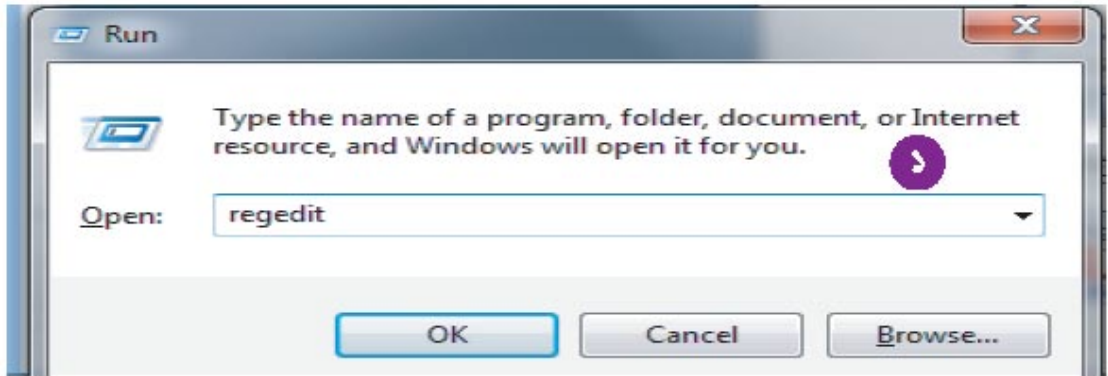 Run
Type the name of a program, folder, document, or Internet
resource, and Windows will open it for you.
Open: regedit
OK Cancel Browse...